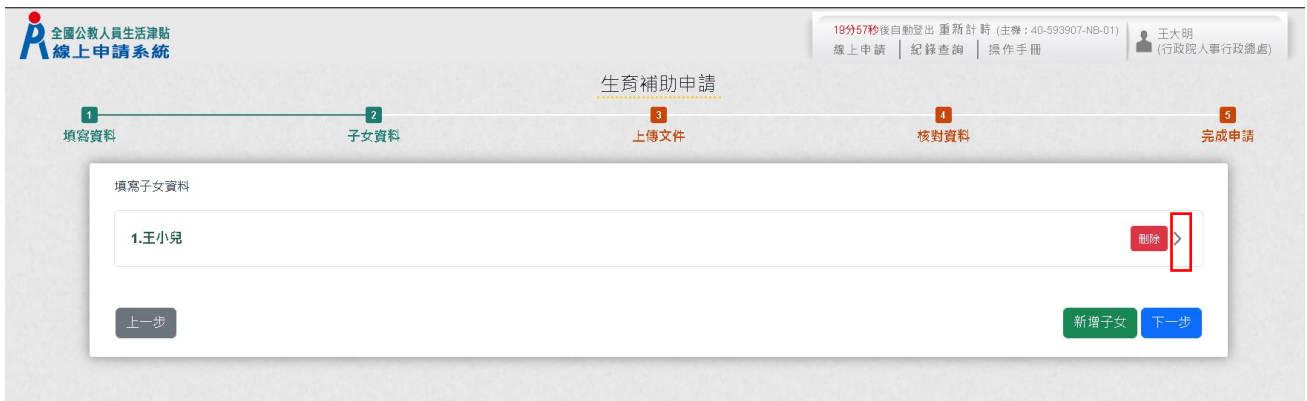 全國公教人員生活津貼
線上申請系統
19分57秒後自動登出 重新計時 (主機：40-593907-NB-01)
線上申請 | 紀錄查詢 | 操作手冊
王大明
(行政院人事行政總處)
生育補助申請
1 2 3 4 5
填寫資料 子女資料 上傳文件 核對資料 完成申請
填寫子女資料
1.王小兒 刪除
上一步 新增子女 下一步